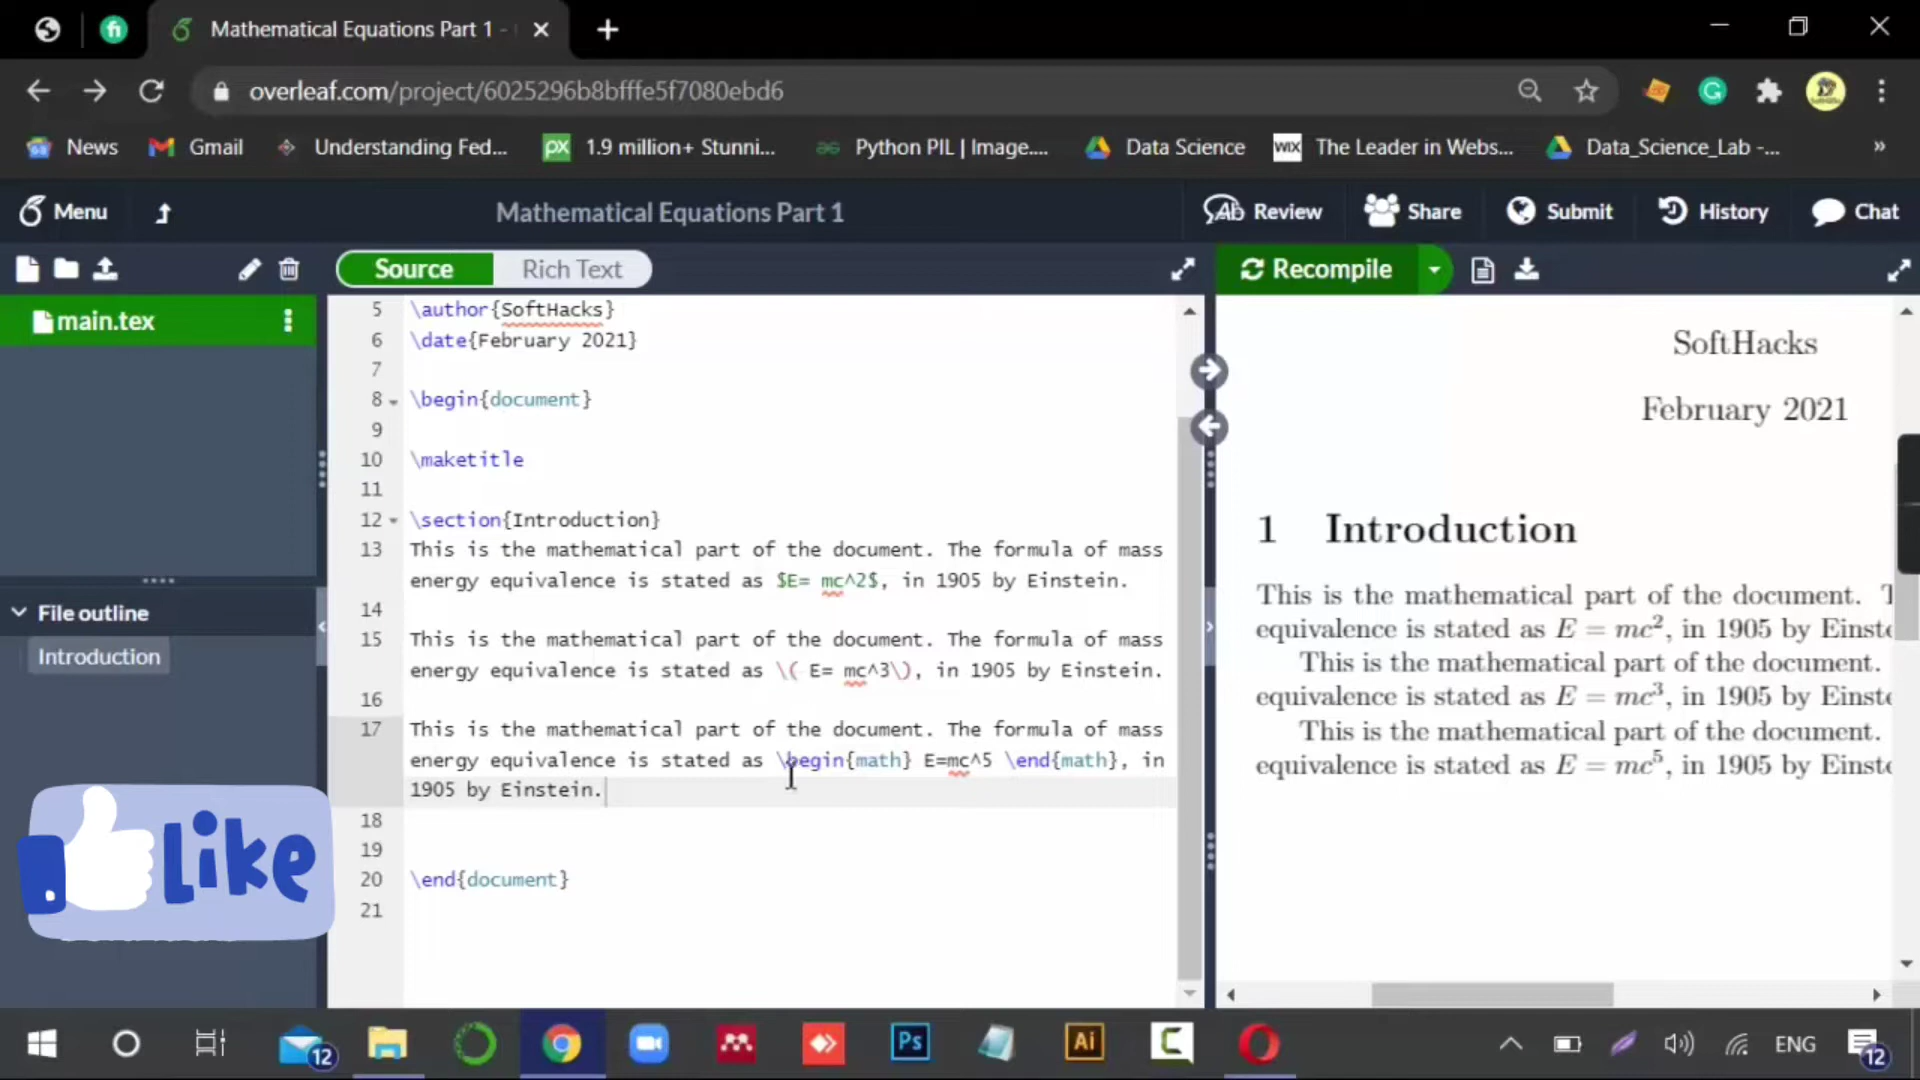 Mathematical Equations Part 1 -
overleaf.com/project/6025296b8bfffe5f7080ebd6
News Gmail Understanding Fed... 1.9 million+ Stunni... Python PIL | Image.... Data Science The Leader in Webs... Data_Science_Lab -... »
Menu Mathematical Equations Part 1 Review Share Submit History Chat
Source Rich Text Recompile
main.tex
File outline
Introduction
5 \author{SoftHacks}
6 \date{February 2021}
7
8 \begin{document}
9
10 \maketitle
11
12 \section{Introduction}
13 This is the mathematical part of the document. The formula of mass
energy equivalence is stated as $E= mc^2$, in 1905 by Einstein.
14
15 This is the mathematical part of the document. The formula of mass
energy equivalence is stated as \( E= mc^3\), in 1905 by Einstein.
16
17 This is the mathematical part of the document. The formula of mass
energy equivalence is stated as \begin{math} E=mc^5 \end{math}, in
1905 by Einstein.
18
19
20 \end{document}
21
SoftHacks
February 2021
1 Introduction
This is the mathematical part of the document.
equivalence is stated as E = mc², in 1905 by Einste
This is the mathematical part of the document.
equivalence is stated as E = mc³, in 1905 by Einste
This is the mathematical part of the document.
equivalence is stated as E = mc⁵, in 1905 by Einste
Like
12 Ps Ai ENG 12